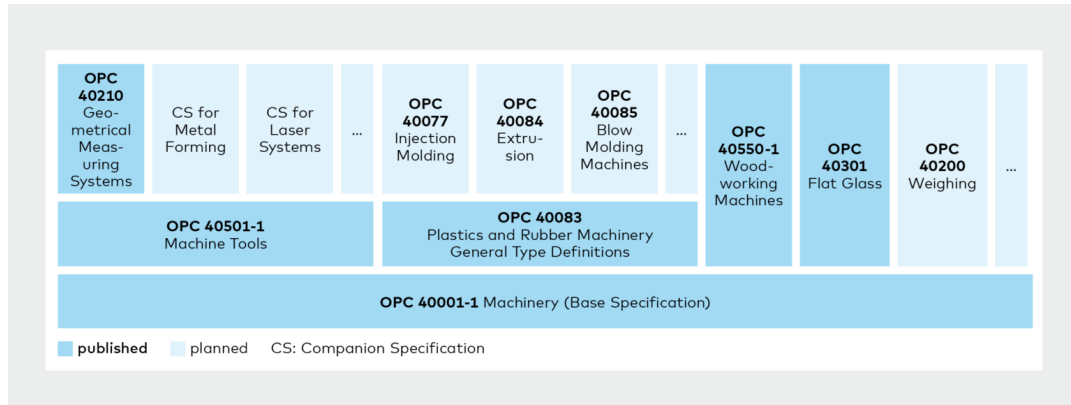 OPC
40210
Geo-
metrical
Meas-
uring
Systems
CS for
Metal
Forming
CS for
Laser
Systems
...
OPC
40077
Injection
Molding
OPC
40084
Extru-
sion
OPC
40085
Blow
Molding
Machines
...
OPC
40550-1
Wood-
working
Machines
OPC
40301
Flat Glass
OPC
40200
Weighing
...
OPC 40501-1
Machine Tools
OPC 40083
Plastics and Rubber Machinery
General Type Definitions
OPC 40001-1 Machinery (Base Specification)
published planned CS: Companion Specification